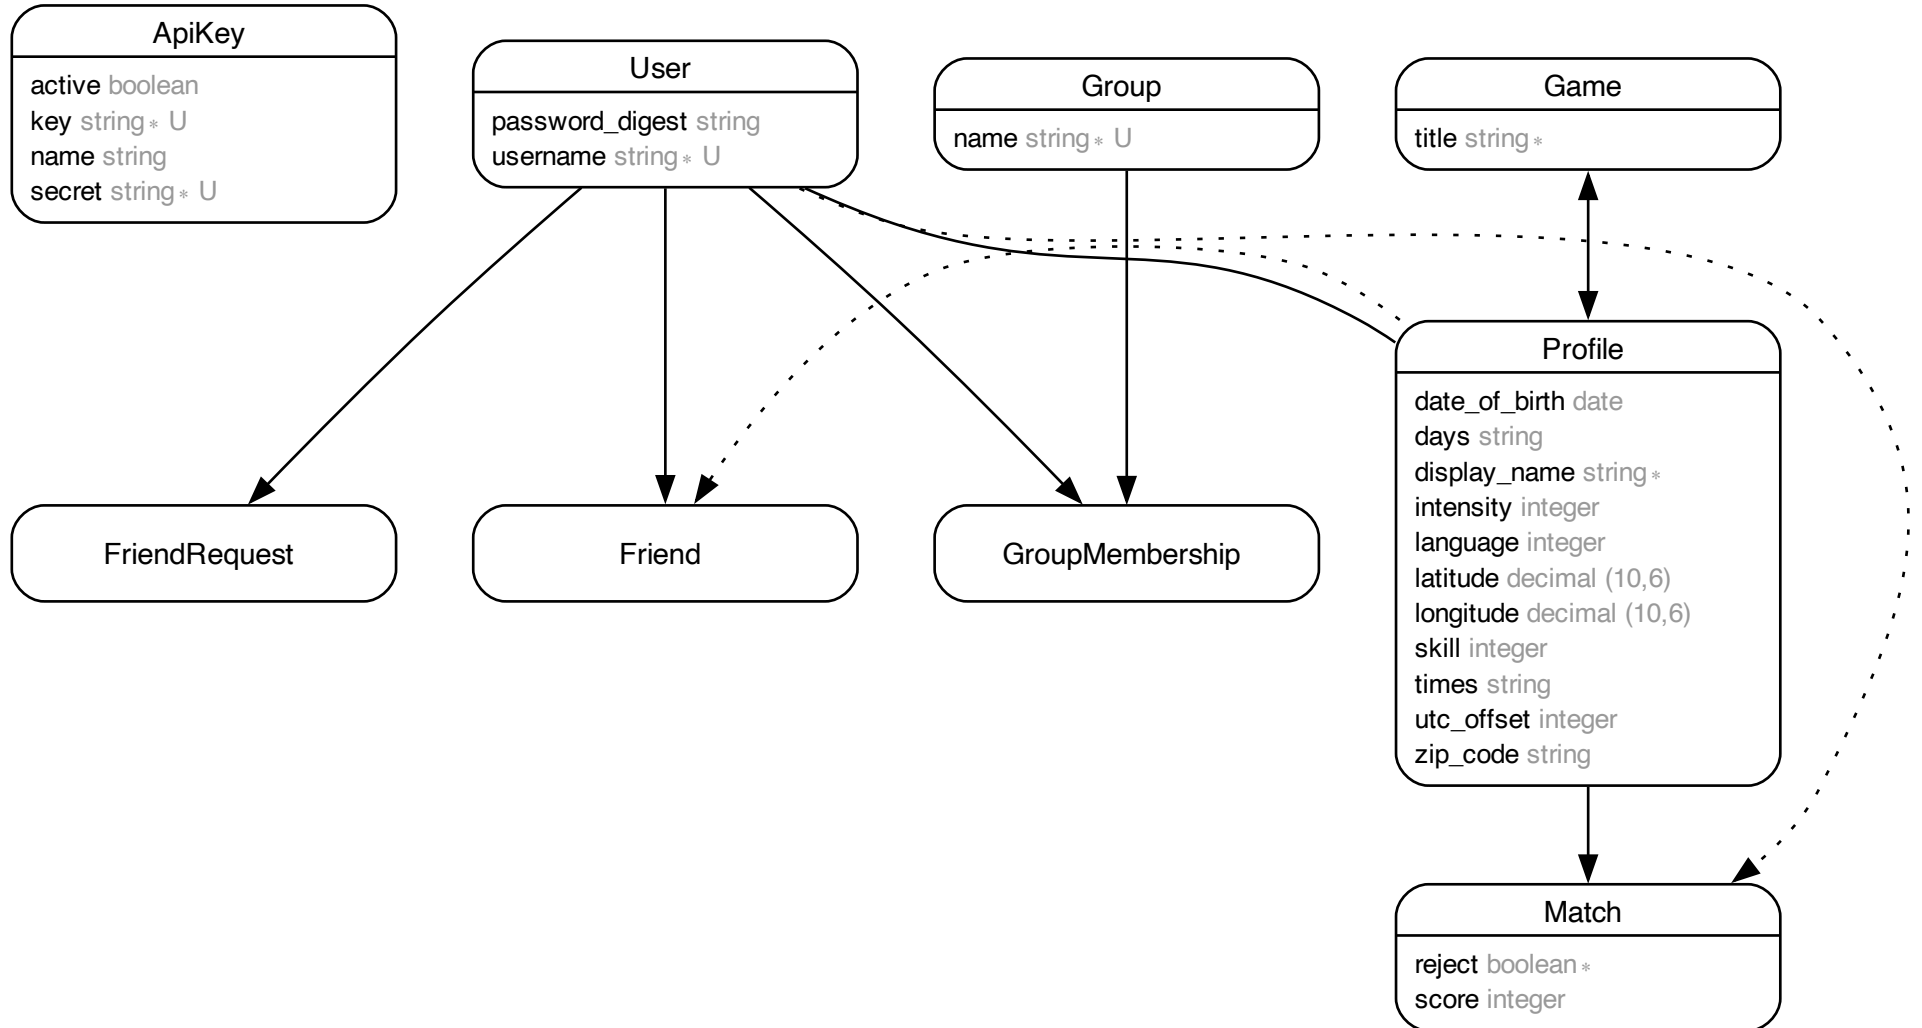 ApiKey
active boolean
key string* U
name string
secret string* U
User
password_digest string
username string* U
Group
name string* U
Game
title string*
Profile
date_of_birth date
days string
display_name string*
intensity integer
language integer
latitude decimal (10,6)
longitude decimal (10,6)
skill integer
times string
utc_offset integer
zip_code string
FriendRequest
Friend
GroupMembership
Match
reject boolean*
score integer